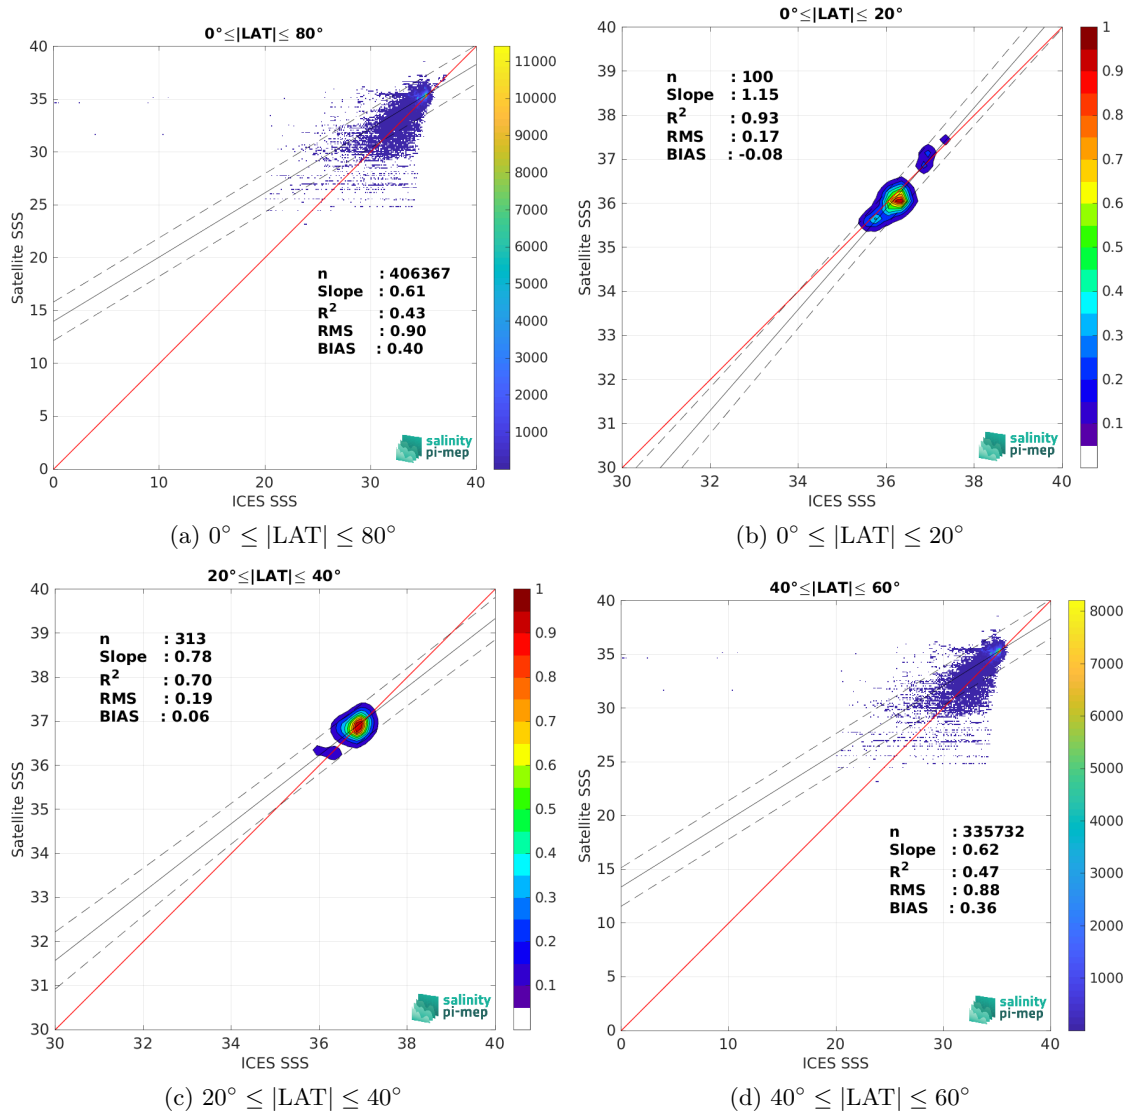 0°≤|LAT|≤ 80°
Satellite SSS
40
35
30
25
20
15
10
5
0
0 10 20 30 40
ICES SSS
n : 406367
Slope : 0.61
R² : 0.43
RMS : 0.90
BIAS : 0.40
salinity
pi-mep
11000
10000
9000
8000
7000
6000
5000
4000
3000
2000
1000
(a) 0° ≤ |LAT| ≤ 80°
0°≤|LAT|≤ 20°
Satellite SSS
40
39
38
37
36
35
34
33
32
31
30
30 32 34 36 38 40
ICES SSS
n : 100
Slope : 1.15
R² : 0.93
RMS : 0.17
BIAS : -0.08
salinity
pi-mep
1
0.9
0.8
0.7
0.6
0.5
0.4
0.3
0.2
0.1
(b) 0° ≤ |LAT| ≤ 20°
20°≤|LAT|≤ 40°
Satellite SSS
40
39
38
37
36
35
34
33
32
31
30
30 32 34 36 38 40
ICES SSS
n : 313
Slope : 0.78
R² : 0.70
RMS : 0.19
BIAS : 0.06
salinity
pi-mep
1
0.9
0.8
0.7
0.6
0.5
0.4
0.3
0.2
0.1
(c) 20° ≤ |LAT| ≤ 40°
40°≤|LAT|≤ 60°
Satellite SSS
40
35
30
25
20
15
10
5
0
0 10 20 30 40
ICES SSS
n : 335732
Slope : 0.62
R² : 0.47
RMS : 0.88
BIAS : 0.36
salinity
pi-mep
8000
7000
6000
5000
4000
3000
2000
1000
(d) 40° ≤ |LAT| ≤ 60°